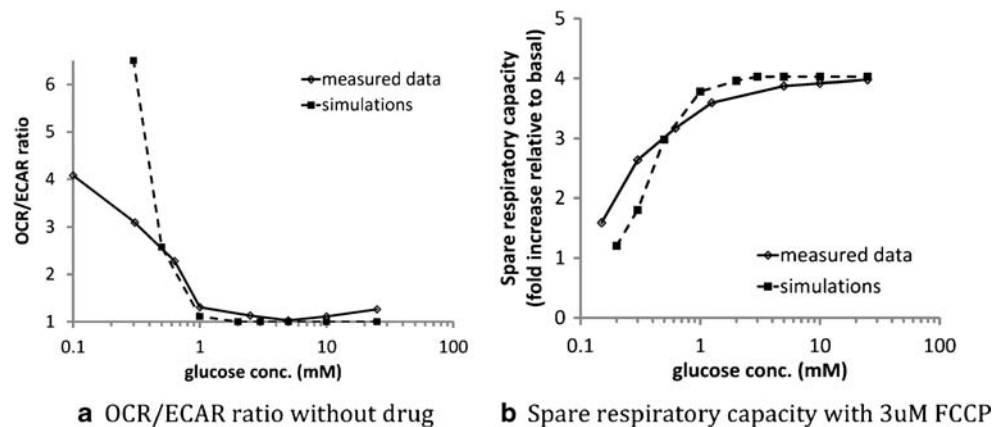 OCR/ECAR ratio
6
5
4
3
2
1
0.1 1 10 100
glucose conc. (mM)
measured data
simulations
a OCR/ECAR ratio without drug
Spare respiratory capacity
(fold increase relative to basal)
5
4
3
2
1
0
0.1 1 10 100
glucose conc. (mM)
measured data
simulations
b Spare respiratory capacity with 3uM FCCP